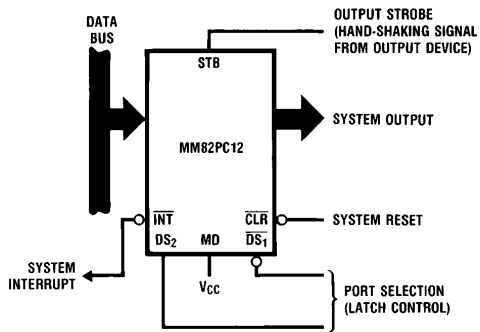 DATA
BUS
OUTPUT STROBE
(HAND-SHAKING SIGNAL
FROM OUTPUT DEVICE)
STB
SYSTEM OUTPUT
MM82PC12
INT
CLR
SYSTEM RESET
DS2
MD
DS1
SYSTEM
INTERRUPT
VCC
PORT SELECTION
(LATCH CONTROL)